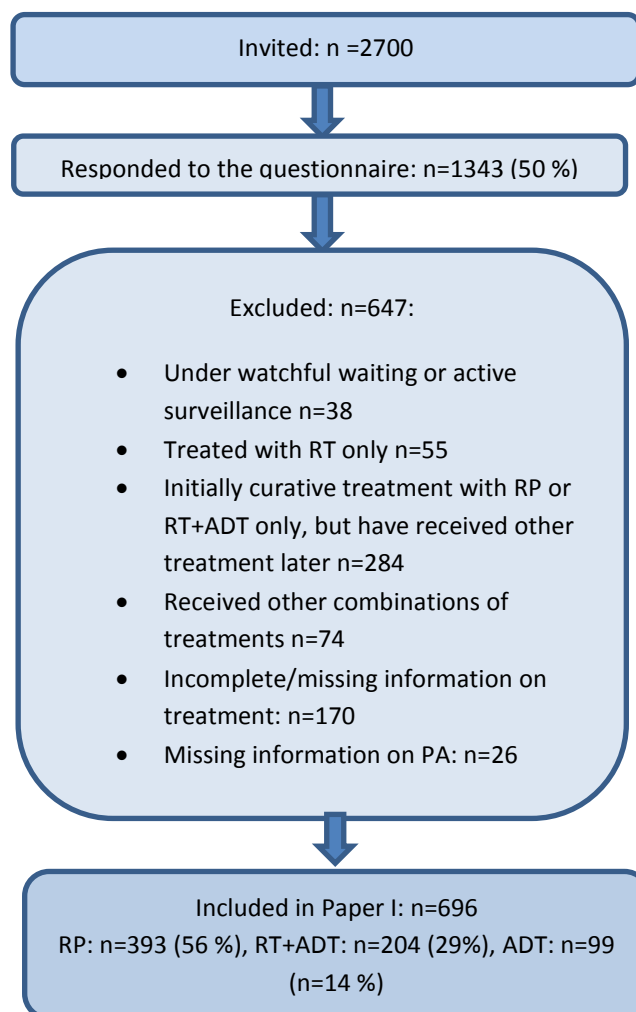 Invited: n =2700
Responded to the questionnaire: n=1343 (50 %)
Excluded: n=647:
• Under watchful waiting or active
surveillance n=38
• Treated with RT only n=55
• Initially curative treatment with RP or
RT+ADT only, but have received other
treatment later n=284
• Received other combinations of
treatments n=74
• Incomplete/missing information on
treatment: n=170
• Missing information on PA: n=26
Included in Paper I: n=696
RP: n=393 (56 %), RT+ADT: n=204 (29%), ADT: n=99
(n=14 %)